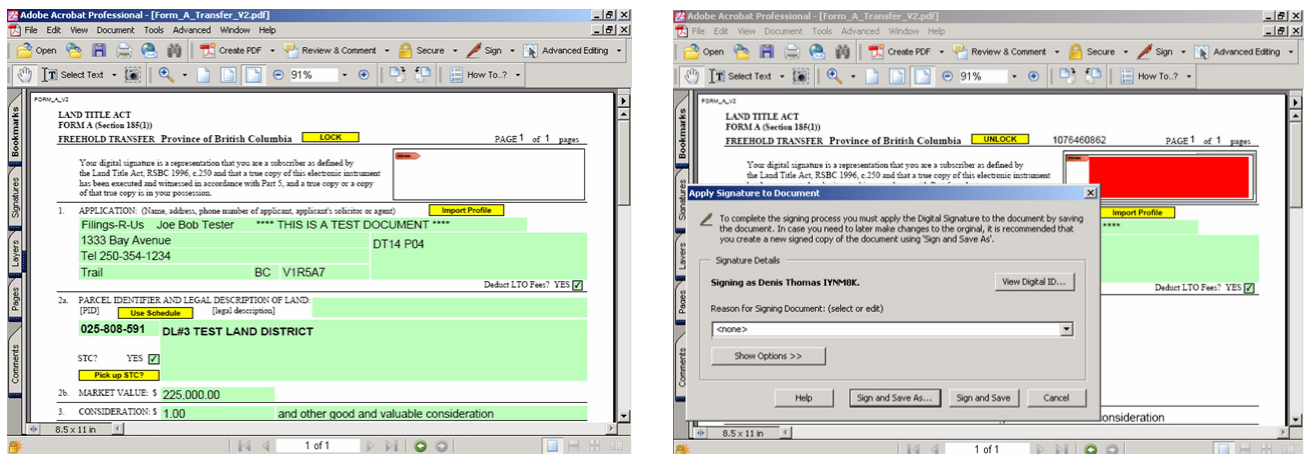 Adobe Acrobat Professional - [Form_A_Transfer_V2.pdf]
File Edit View Document Tools Advanced Window Help
Open Create PDF Review & Comment Secure Sign Advanced Editing
Select Text 91% How To..?
Bookmarks
Signatures
Layers
Pages
Comments
FORM_A_V2
LAND TITLE ACT
FORM A (Section 185(1))
FREEHOLD TRANSFER Province of British Columbia LOCK PAGE 1 of 1 pages
Your digital signature is a representation that you are a subscriber as defined by
the Land Title Act, RSBC 1996, c.250 and that a true copy of this electronic instrument
has been executed and witnessed in accordance with Part 5, and a true copy or a copy
of that true copy is in your possession.
1. APPLICATION: (Name, address, phone number of applicant, applicant's solicitor or agent) Import Profile
Filings-R-Us Joe Bob Tester **** THIS IS A TEST DOCUMENT ****
1333 Bay Avenue DT14 P04
Tel 250-354-1234
Trail BC V1R5A7
Deduct LTO Fees? YES
2a. PARCEL IDENTIFIER AND LEGAL DESCRIPTION OF LAND:
[PID] Use Schedule [legal description]
025-808-591 DL#3 TEST LAND DISTRICT
STC? YES
Pick up STC?
2b. MARKET VALUE: $ 225,000.00
3. CONSIDERATION: $ 1.00 and other good and valuable consideration
8.5 x 11 in
1 of 1
Adobe Acrobat Professional - [Form_A_Transfer_V2.pdf]
File Edit View Document Tools Advanced Window Help
Open Create PDF Review & Comment Secure Sign Advanced Editing
Select Text 91% How To..?
Bookmarks
Signatures
Layers
Pages
Comments
FORM_A_V2
LAND TITLE ACT
FORM A (Section 185(1))
FREEHOLD TRANSFER Province of British Columbia UNLOCK 1076460862 PAGE 1 of 1 pages
Your digital signature is a representation that you are a subscriber as defined by
the Land Title Act, RSBC 1996, c.250 and that a true copy of this electronic instrument
Import Profile
****
Deduct LTO Fees? YES
Apply Signature to Document
To complete the signing process you must apply the Digital Signature to the document by saving
the document. In case you need to later make changes to the orginal, it is recommended that
you create a new signed copy of the document using 'Sign and Save As'.
Signature Details
Signing as Denis Thomas IYNM8K. View Digital ID...
Reason for Signing Document: (select or edit)
<none>
Show Options >>
Help Sign and Save As... Sign and Save Cancel
consideration
8.5 x 11 in
1 of 1